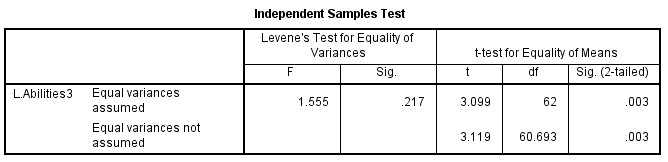 Independent Samples Test
Levene's Test for Equality of
Variances
t-test for Equality of Means
F Sig. t df Sig. (2-tailed)
L.Abilities3 Equal variances
assumed
1.555 .217 3.099 62 .003
Equal variances not
assumed
3.119 60.693 .003